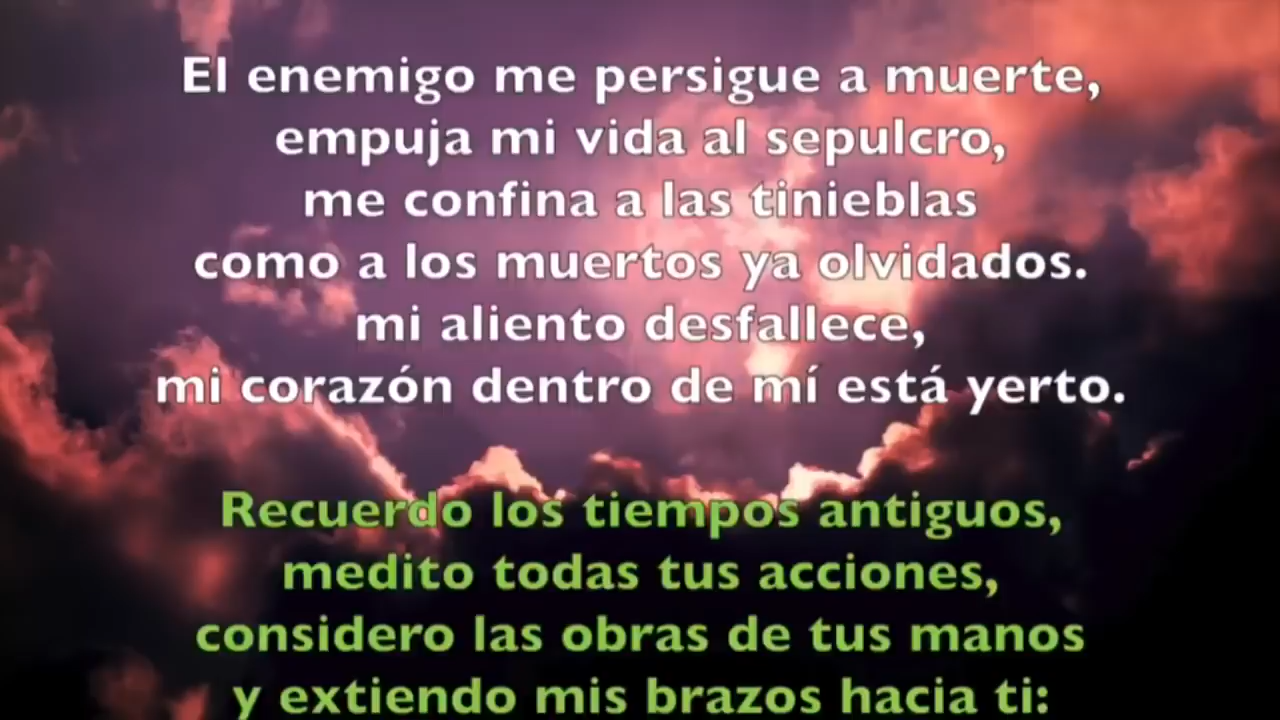 El enemigo me persigue a muerte,
empuja mi vida al sepulcro,
me confina a las tinieblas
como a los muertos ya olvidados.
mi aliento desfallece,
mi corazón dentro de mí está yerto.
Recuerdo los tiempos antiguos,
medito todas tus acciones,
considero las obras de tus manos
y extiendo mis brazos hacia ti: